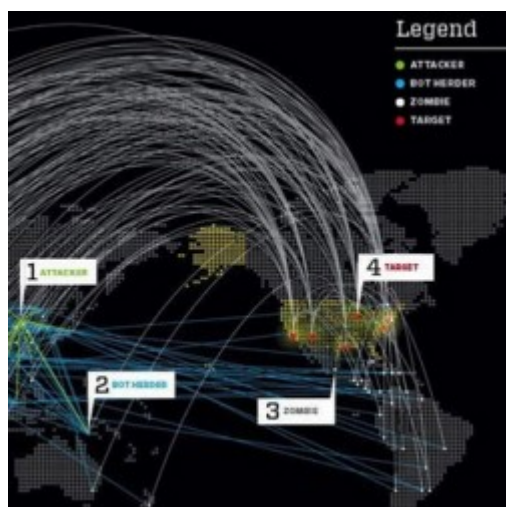 Legend
ATTACKER
BOT HERDER
ZOMBIE
TARGET
1 ATTACKER
4 TARGET
2 BOT HERDER
3 ZOMBIE